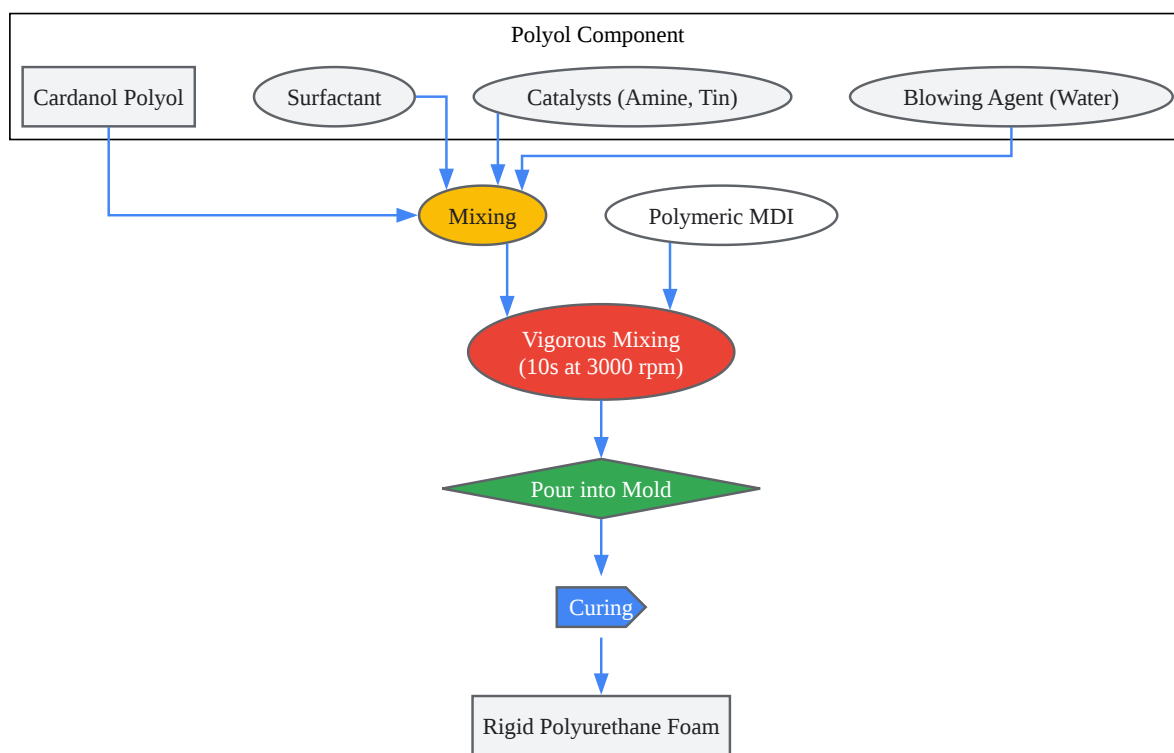 Polyol Component
Cardanol Polyol
Surfactant
Catalysts (Amine, Tin)
Blowing Agent (Water)
Mixing
Polymeric MDI
Vigorous Mixing
(10s at 3000 rpm)
Pour into Mold
Curing
Rigid Polyurethane Foam